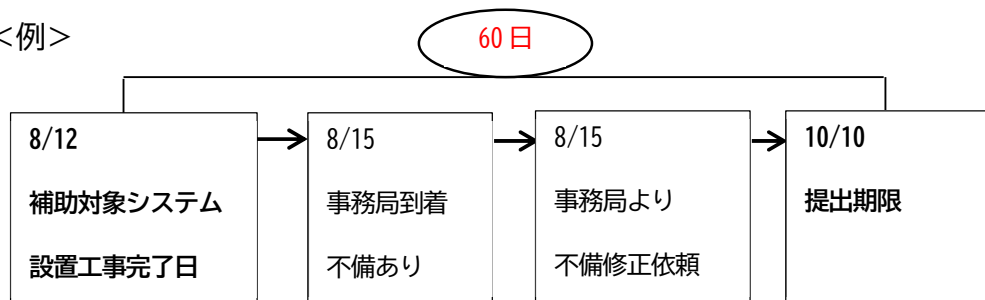 <例>
60日
8/12
補助対象システム
設置工事完了日
8/15
事務局到着
不備あり
8/15
事務局より
不備修正依頼
10/10
提出期限